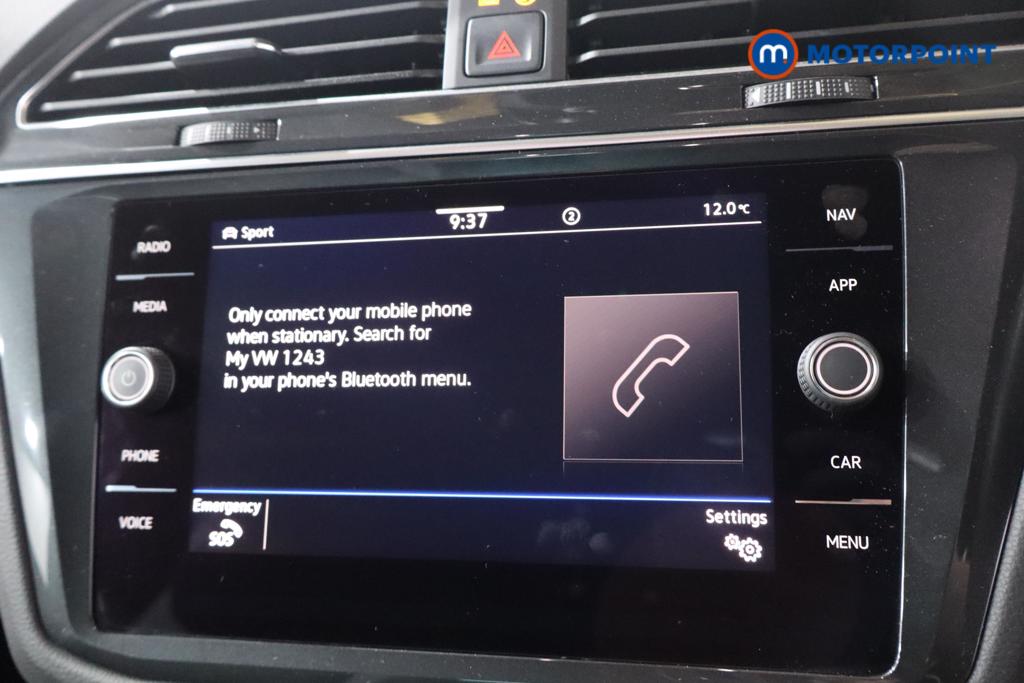 m.
MOTORPOINT
Sport
9:37
2
12.0°C
RADIO
MEDIA
PHONE
VOICE
Only connect your mobile phone
when stationary. Search for
My VW 1243
in your phone's Bluetooth menu.
Emergency
SOS
Settings
NAV
APP
CAR
MENU